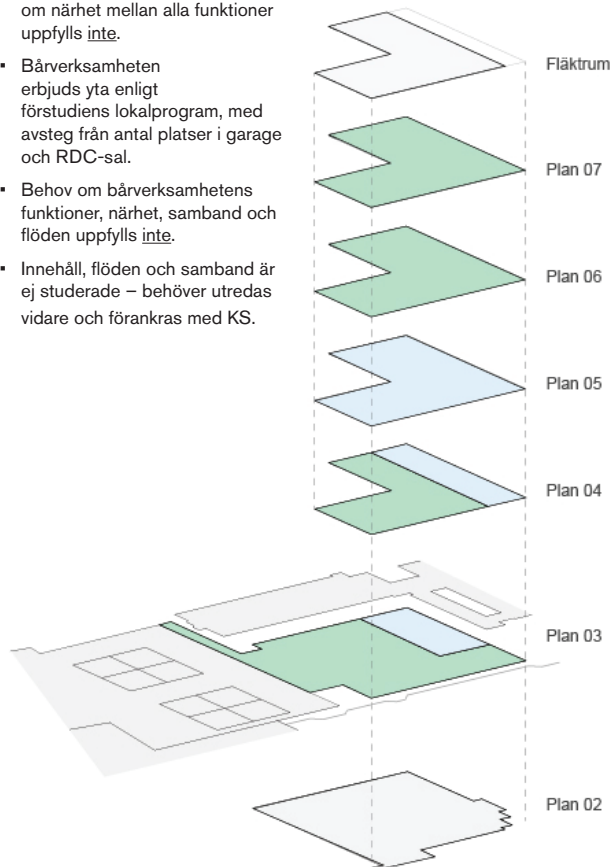 om närhet mellan alla funktioner
uppfylls inte.
▪ Bårverksamheten
erbjuds yta enligt
förstudiens lokalprogram, med
avsteg från antal platser i garage
och RDC-sal.
▪ Behov om bårverksamhetens
funktioner, närhet, samband och
flöden uppfylls inte.
▪ Innehåll, flöden och samband är
ej studerade – behöver utredas
vidare och förankras med KS.
Fläktrum
Plan 07
Plan 06
Plan 05
Plan 04
Plan 03
Plan 02